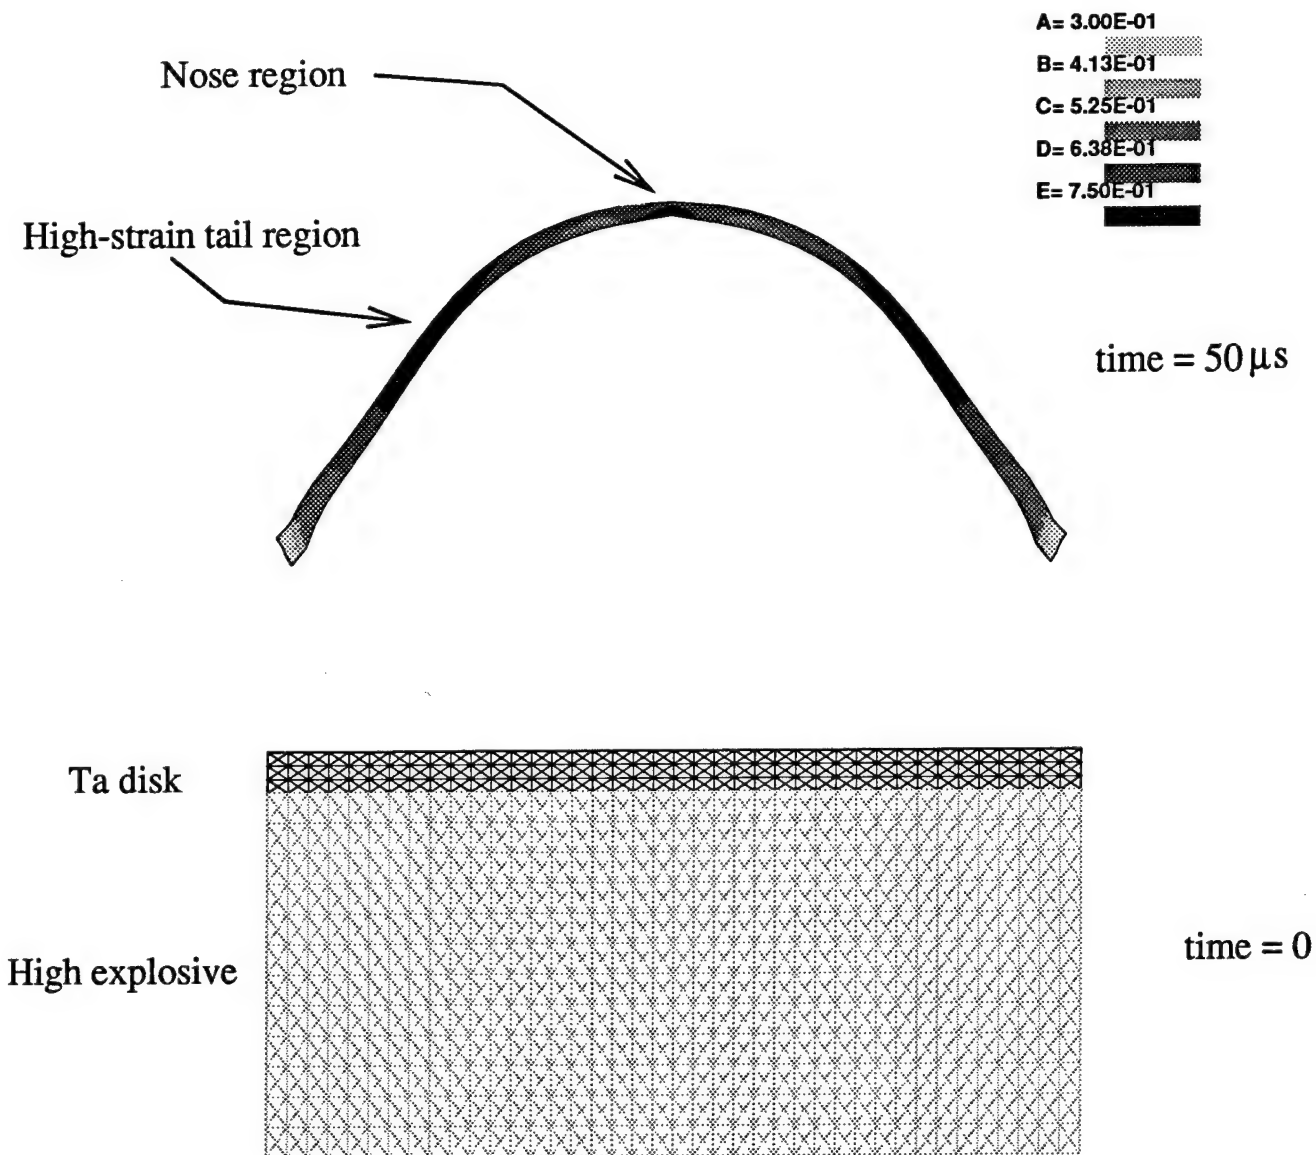 A= 3.00E-01
B= 4.13E-01
C= 5.25E-01
D= 6.38E-01
E= 7.50E-01
Nose region
High-strain tail region
time = 50 μs
Ta disk
High explosive
time = 0